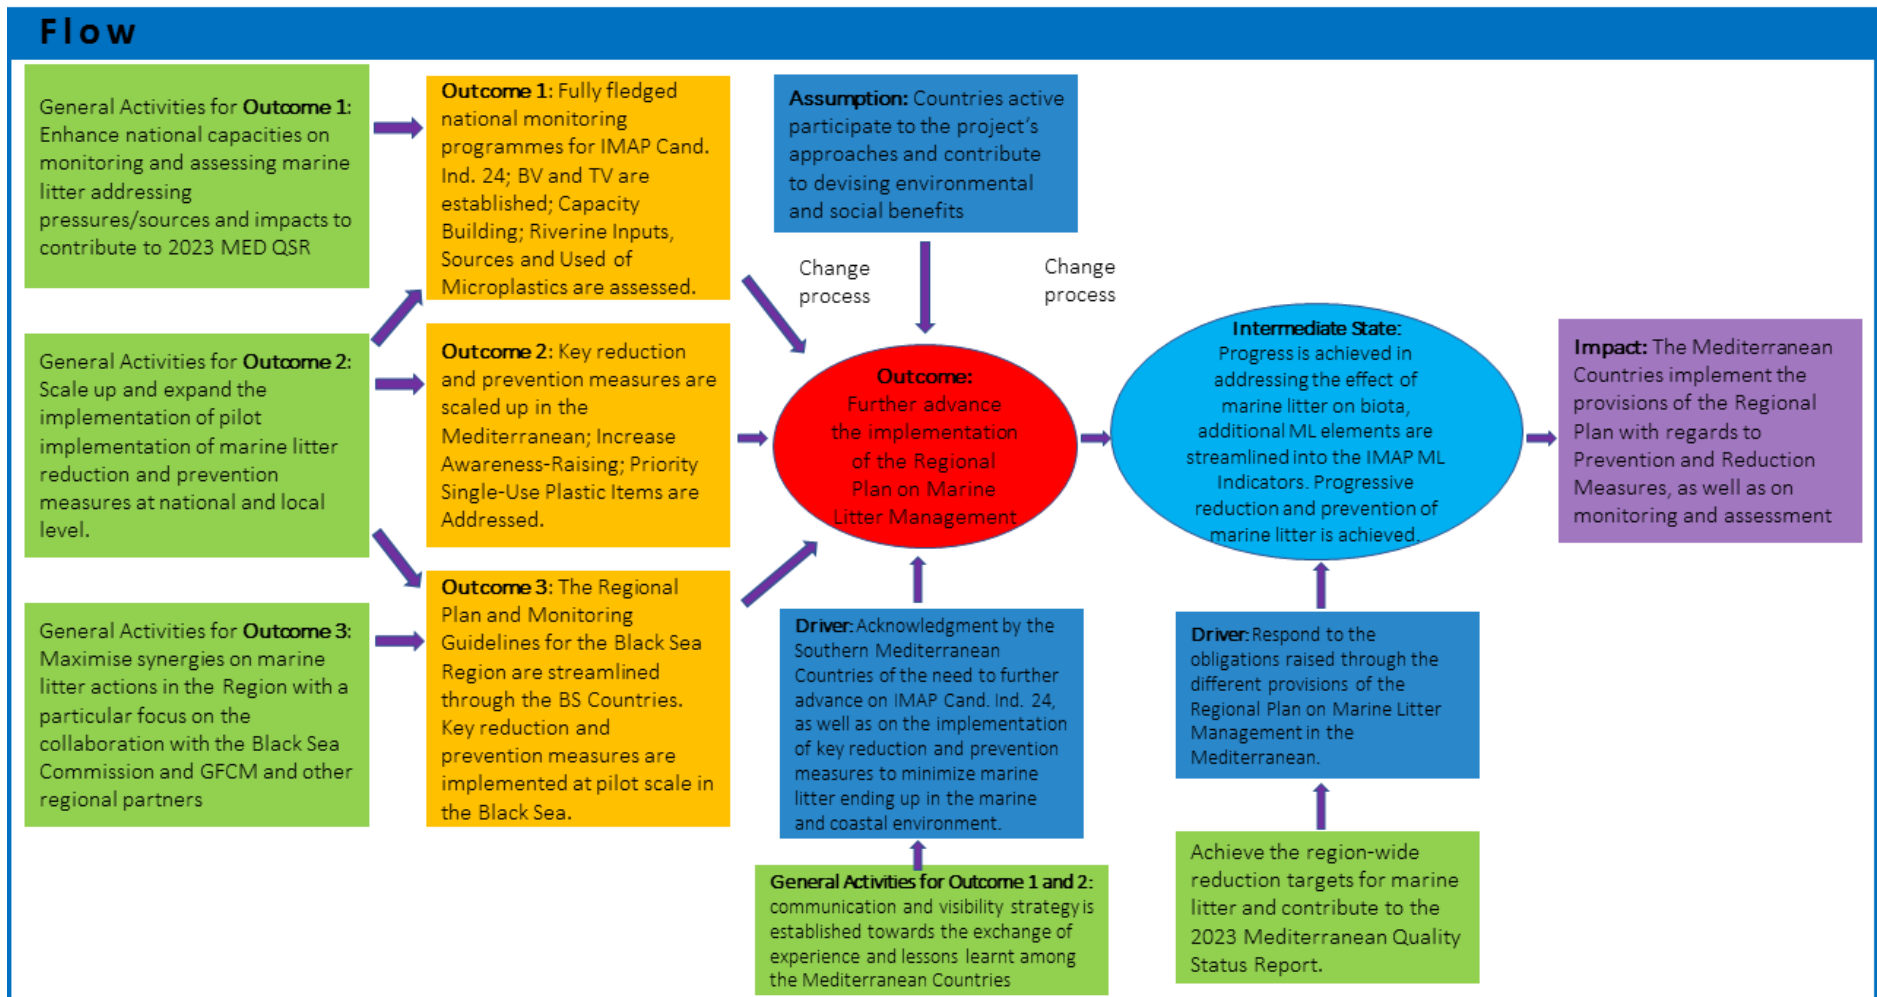 Flow
General Activities for Outcome 1:
Enhance national capacities on
monitoring and assessing marine
litter addressing
pressures/sources and impacts to
contribute to 2023 MED QSR
General Activities for Outcome 2:
Scale up and expand the
implementation of pilot
implementation of marine litter
reduction and prevention
measures at national and local
level.
General Activities for Outcome 3:
Maximise synergies on marine
litter actions in the Region with a
particular focus on the
collaboration with the Black Sea
Commission and GFCM and other
regional partners
Outcome 1: Fully fledged
national monitoring
programmes for IMAP Cand.
Ind. 24; BV and TV are
established; Capacity
Building; Riverine Inputs,
Sources and Used of
Microplastics are assessed.
Outcome 2: Key reduction
and prevention measures are
scaled up in the
Mediterranean; Increase
Awareness-Raising; Priority
Single-Use Plastic Items are
Addressed.
Outcome 3: The Regional
Plan and Monitoring
Guidelines for the Black Sea
Region are streamlined
through the BS Countries.
Key reduction and
prevention measures are
implemented at pilot scale in
the Black Sea.
Assumption: Countries active
participate to the project's
approaches and contribute
to devising environmental
and social benefits
Change
process
Change
process
Outcome:
Further advance
the implementation
of the Regional
Plan on Marine
Litter Management
Driver: Acknowledgment by the
Southern Mediterranean
Countries of the need to further
advance on IMAP Cand. Ind. 24,
as well as on the implementation
of key reduction and prevention
measures to minimize marine
litter ending up in the marine
and coastal environment.
General Activities for Outcome 1 and 2:
communication and visibility strategy is
established towards the exchange of
experience and lessons learnt among
the Mediterranean Countries
Intermediate State:
Progress is achieved in
addressing the effect of
marine litter on biota,
additional ML elements are
streamlined into the IMAP ML
Indicators. Progressive
reduction and prevention of
marine litter is achieved.
Driver: Respond to the
obligations raised through the
different provisions of the
Regional Plan on Marine Litter
Management in the
Mediterranean.
Achieve the region-wide
reduction targets for marine
litter and contribute to the
2023 Mediterranean Quality
Status Report.
Impact: The Mediterranean
Countries implement the
provisions of the Regional
Plan with regards to
Prevention and Reduction
Measures, as well as on
monitoring and assessment